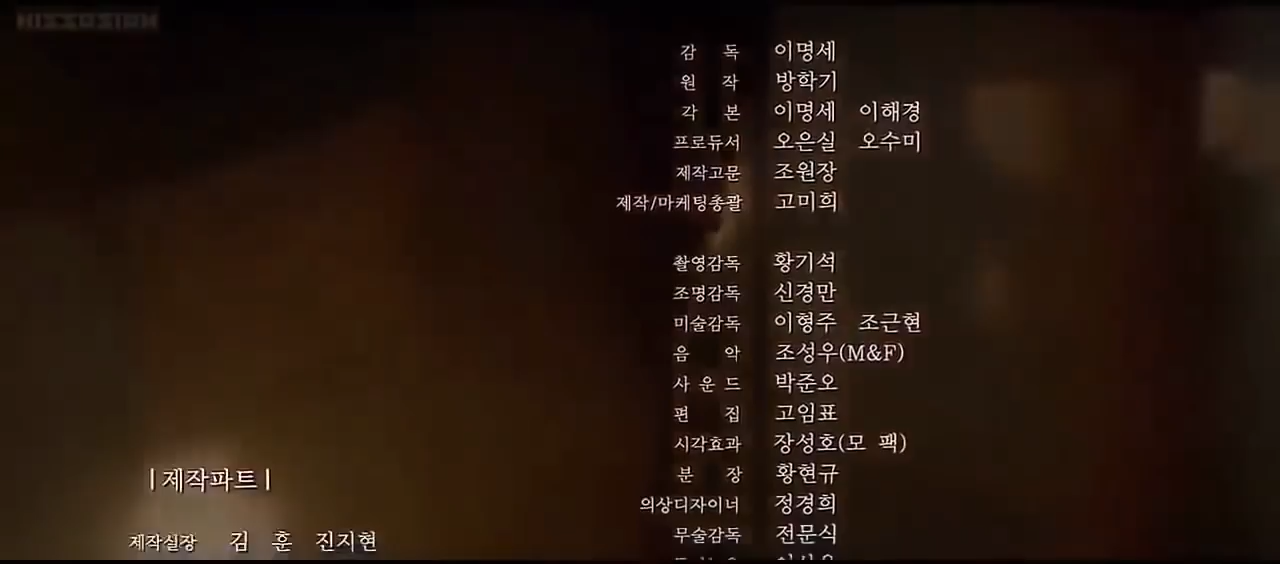 KISSASIAN
감 독 이명세
원 작 방학기
각 본 이명세 이해경
프로듀서 오은실 오수미
제작고문 조원장
제작/마케팅총괄 고미희
촬영감독 황기석
조명감독 신경만
미술감독 이형주 조근현
음 악 조성우(M&F)
사 운 드 박준오
편 집 고임표
시각효과 장성호(모 팩)
분 장 황현규
의상디자이너 정경희
무술감독 전문식
|제작파트|
제작실장 김 훈 진지현